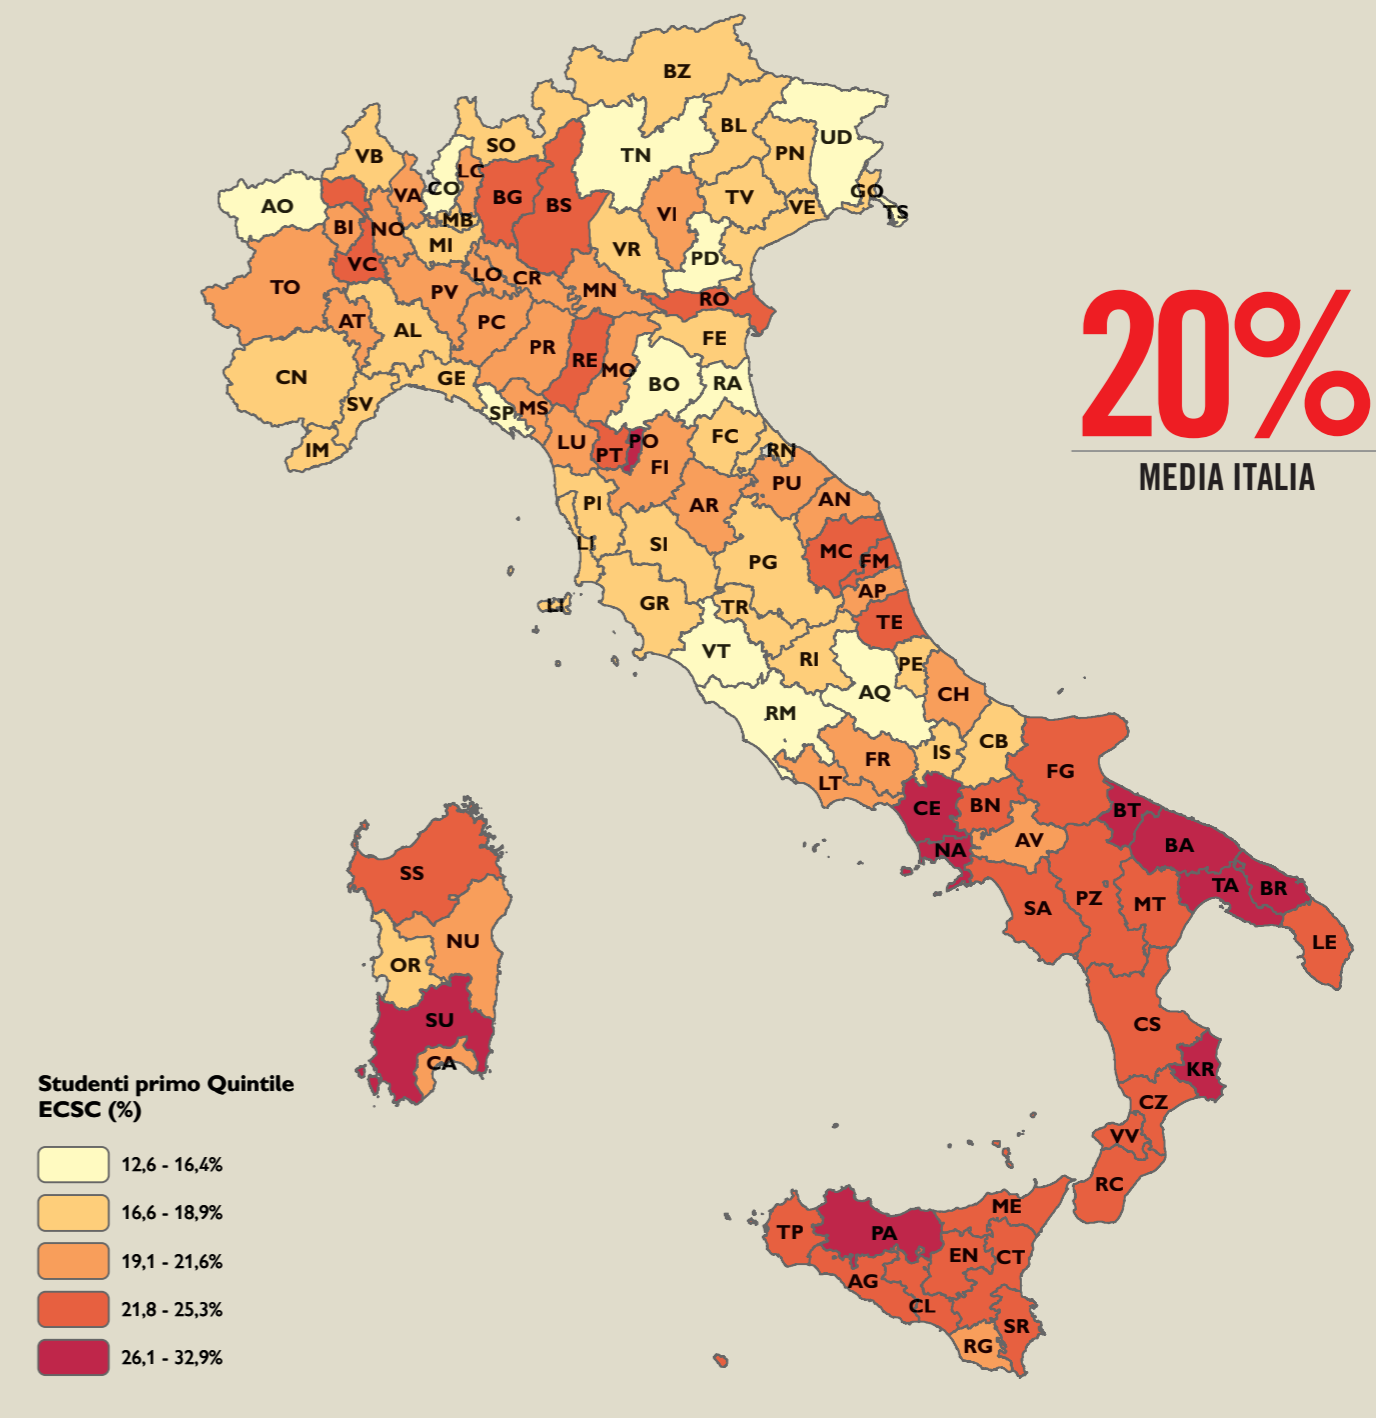 BZ
BL
UD
PN
TN
SO
VB
LC
CO
VA
BG
BS
GO
TS
AO
VI
TV
VE
BI
NO
MB
MI
VR
PD
VC
TO
LO
CR
MN
PV
RO
AT
AL
PC
PR
RE
MO
FE
CN
GE
BO
RA
SV
SP
MS
IM
LU
PT
PO
FI
FC
RN
PU
AN
PI
AR
LI
SI
PG
MC
FM
AP
LI
GR
TR
TE
VT
RI
PE
AQ
CH
RM
IS
CB
FR
LT
FG
CE
BN
BT
NA
AV
BA
TA
BR
SA
PZ
MT
LE
SS
NU
OR
SU
CA
CS
KR
CZ
VV
RC
ME
TP
PA
EN
CT
AG
CL
SR
RG
20%
MEDIA ITALIA
Studenti primo Quintile
ECSC (%)
12,6 - 16,4%
16,6 - 18,9%
19,1 - 21,6%
21,8 - 25,3%
26,1 - 32,9%